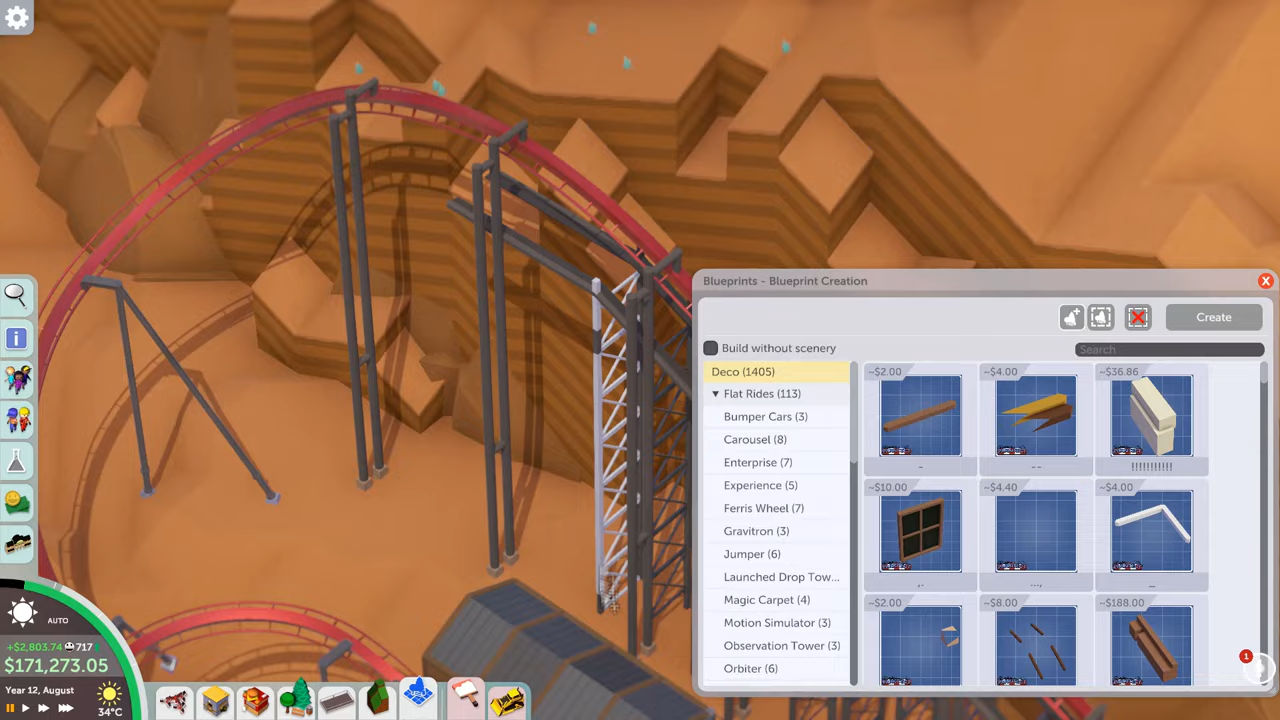 Blueprints - Blueprint Creation
X
Create
Build without scenery
Search
Deco (1405)
▼ Flat Rides (113)
Bumper Cars (3)
Carousel (8)
Enterprise (7)
Experience (5)
Ferris Wheel (7)
Gravitron (3)
Jumper (6)
Launched Drop Tow...
Magic Carpet (4)
Motion Simulator (3)
Observation Tower (3)
Orbiter (6)
~$2.00
~$4.00
~$36.86
-
--
!!!!!!!!!!!
~$10.00
~$4.40
~$4.00
,.
...,
_
~$2.00
~$8.00
~$188.00
1
i
AUTO
+$2,803.74 717
$171,273.05
Year 12, August
34°C